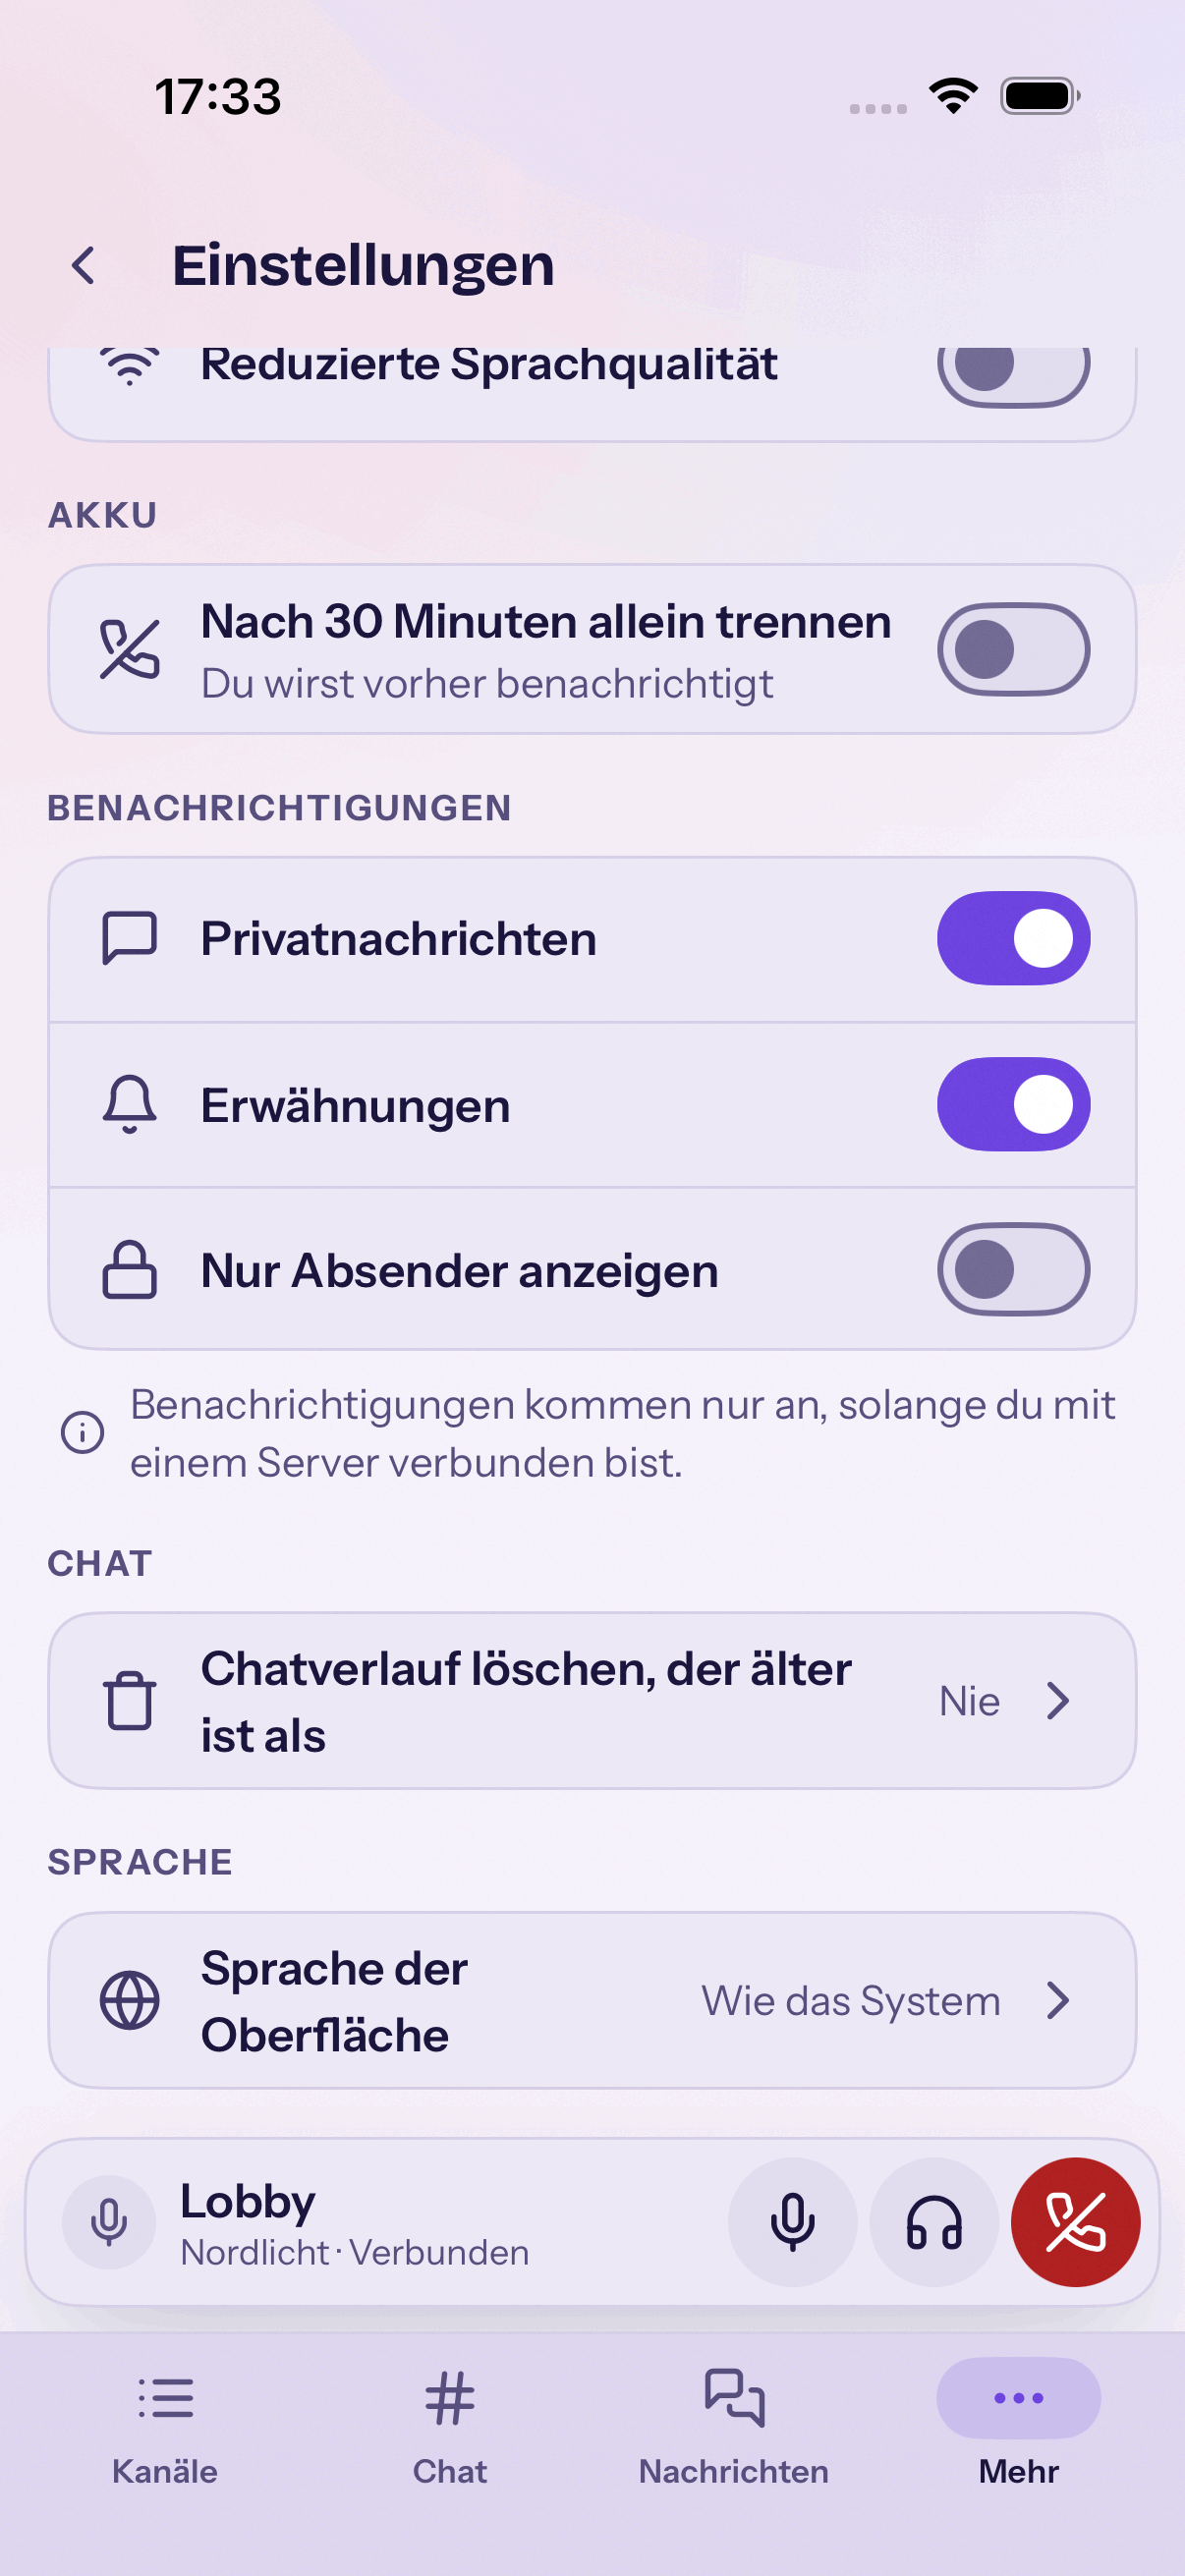 17:33
Einstellungen
Reduzierte Sprachqualität
AKKU
Nach 30 Minuten allein trennen
Du wirst vorher benachrichtigt
BENACHRICHTIGUNGEN
Privatnachrichten
Erwähnungen
Nur Absender anzeigen
Benachrichtigungen kommen nur an, solange du mit
einem Server verbunden bist.
CHAT
Chatverlauf löschen, der älter
ist als
Nie
SPRACHE
Sprache der
Oberfläche
Wie das System
Lobby
Nordlicht · Verbunden
Kanäle
Chat
Nachrichten
Mehr